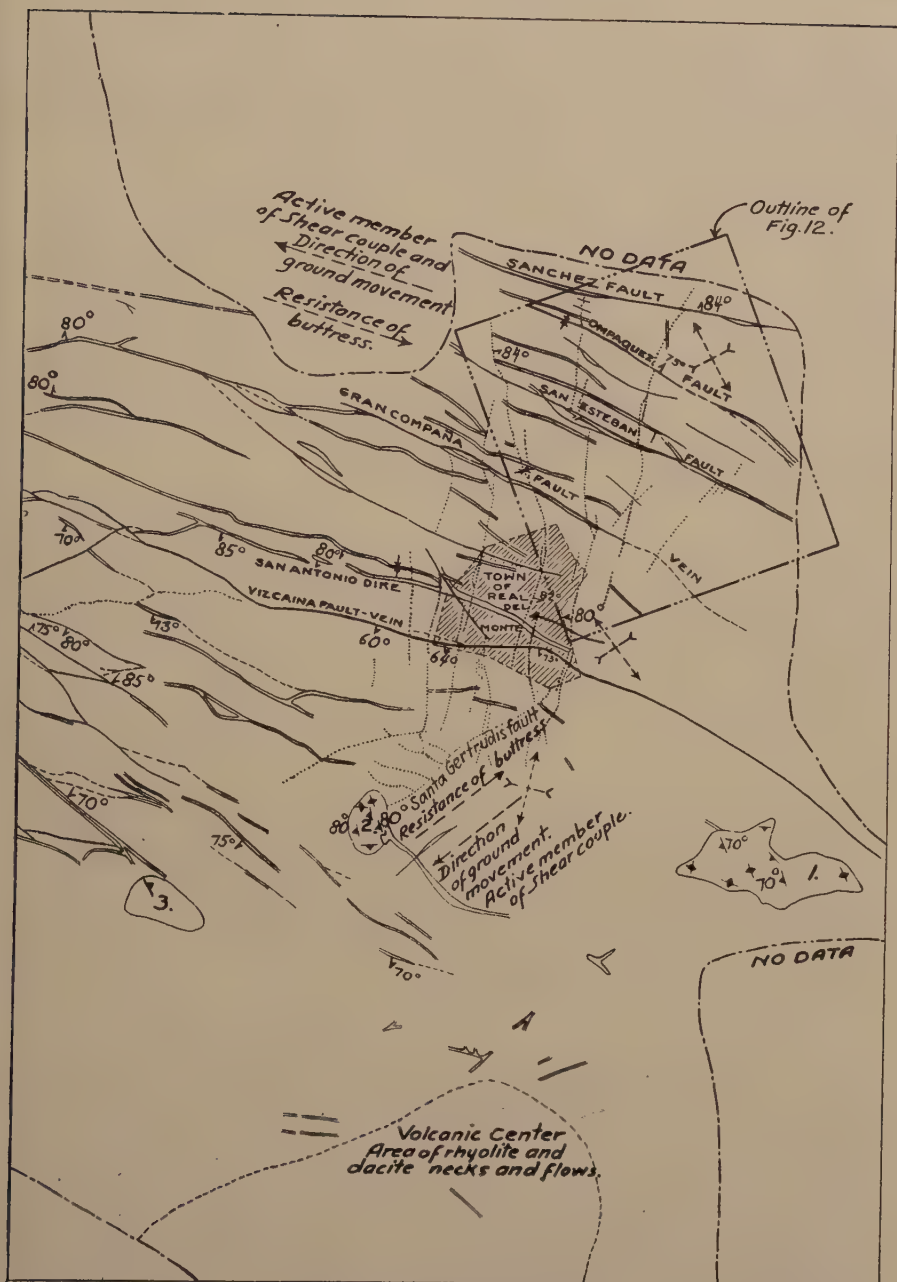 Active member
of Shear couple and
Direction of
ground movement
Resistance of
buttress.
Outline of
Fig.12.
NO DATA
SANCHEZ FAULT
84°
OMPAQUEZ FAULT
75°
80°
84°
80°
SAN ESTEBAN FAULT
GRAN COMPAÑA FAULT
VEIN
70°
85°
80°
SAN ANTONIO DIKE
TOWN
OF
REAL
DEL
MONTE
82°
80°
VIZCAINA FAULT-VEIN
60°
64°
73°
75°
80°
73°
85°
Santa Gertrudis fault
Resistance of buttress
80°
2.
80°
Direction
of ground
movement.
Active member
of shear couple.
70°
75°
3.
70°
70°
70°
1.
NO DATA
Volcanic Center
Area of rhyolite and
dacite necks and flows.